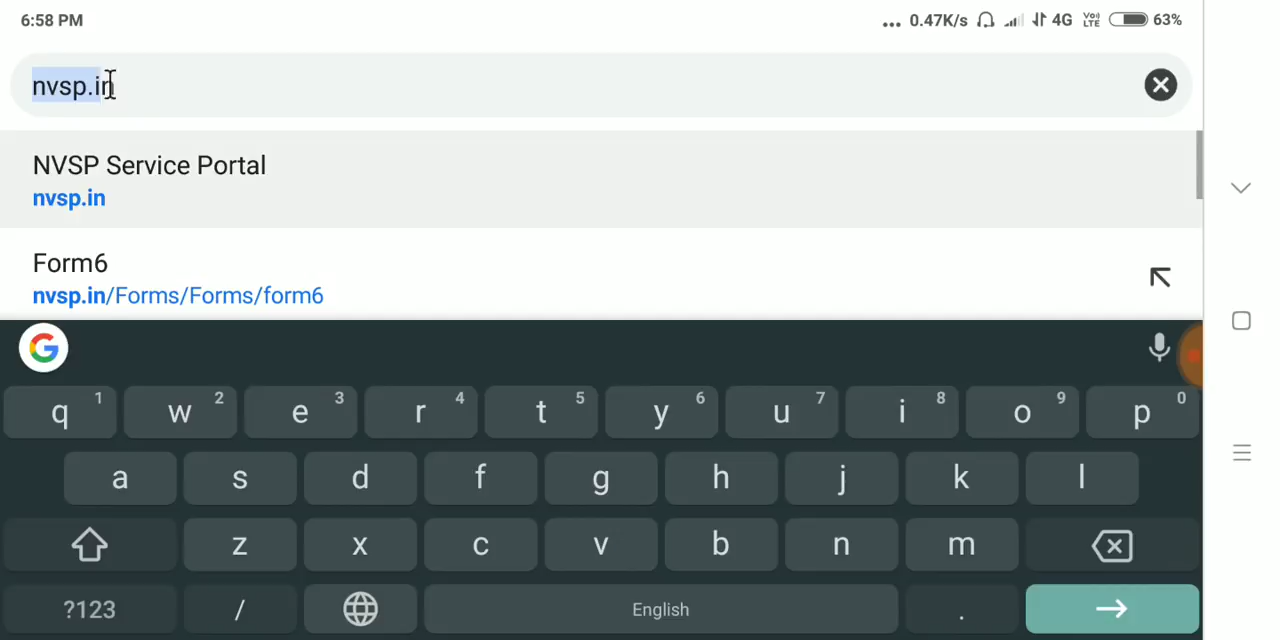 6:58 PM
... 0.47K/s 4G VoLTE 63%
nvsp.in
NVSP Service Portal
nvsp.in
Form6
nvsp.in/Forms/Forms/form6
G
q 1 w 2 e 3 r 4 t 5 y 6 u 7 i 8 o 9 p 0
a s d f g h j k l
z x c v b n m
?123 / English .